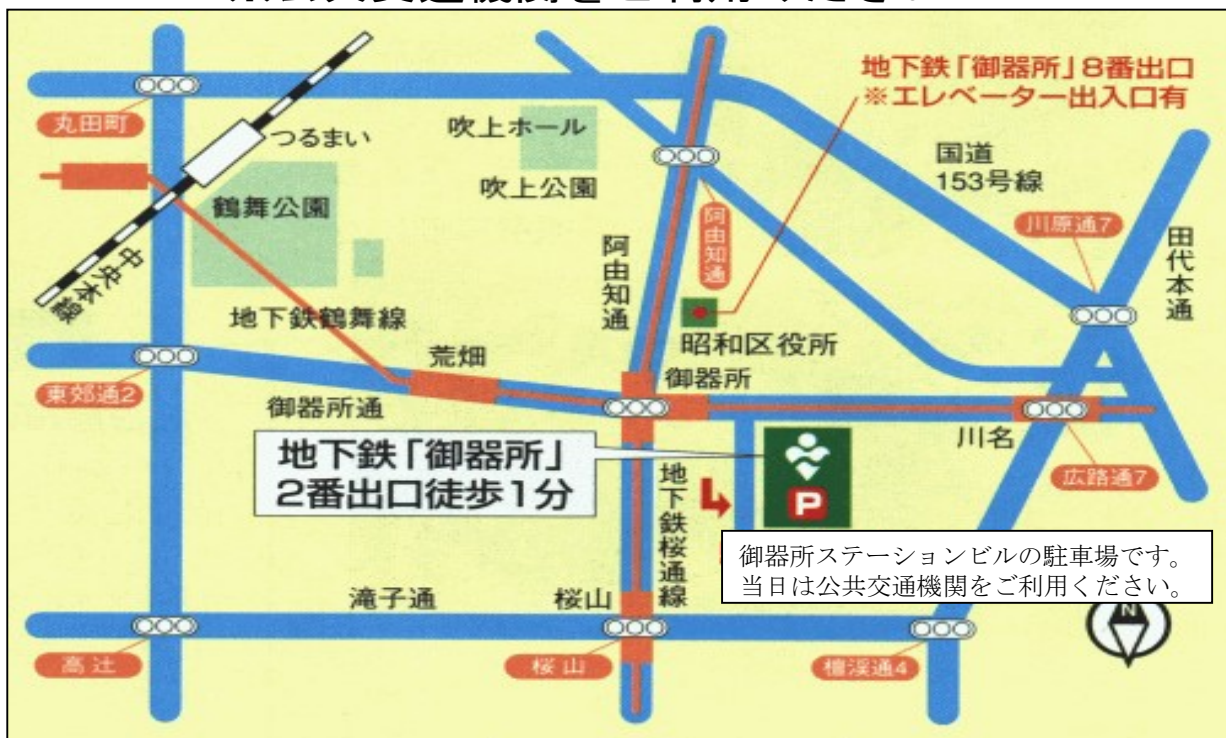 地下鉄「御器所」8番出口
※エレベーター出入口有
丸田町
つるまい
吹上ホール
吹上公園
国道
153号線
鶴舞公園
阿由知通
阿由知通
川原通7
田代本通
中央本線
地下鉄鶴舞線
昭和区役所
荒畑
御器所
東郊通2
御器所通
川名
地下鉄「御器所」
2番出口徒歩1分
P
広路通7
地下鉄桜通線
御器所ステーションビルの駐車場です。
当日は公共交通機関をご利用ください。
滝子通
桜山
N
高辻
桜山
檀渓通4